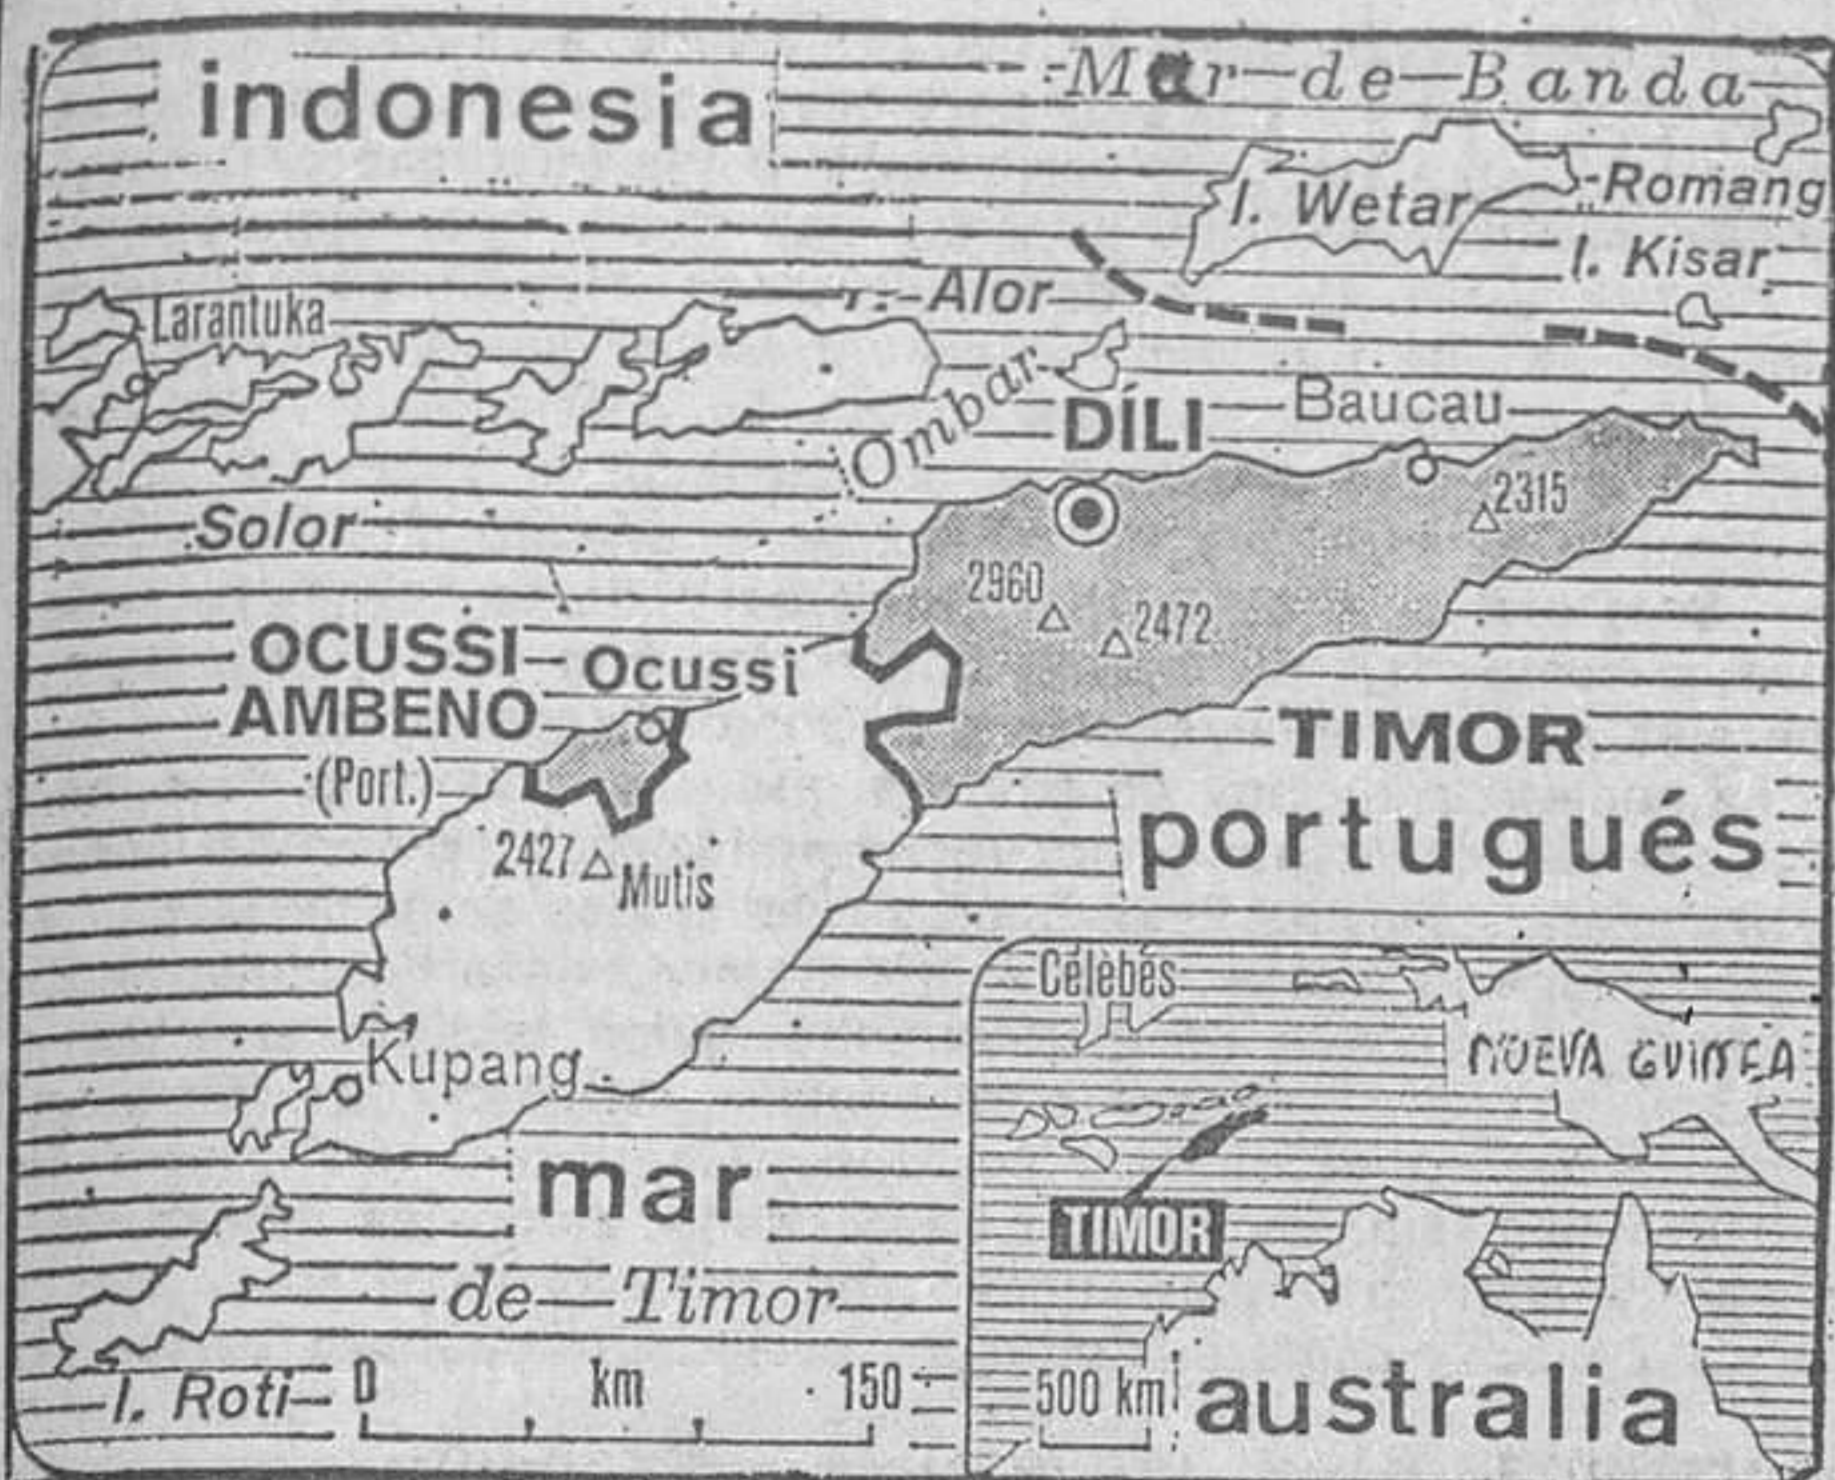 indonesia
Mar de Banda
I. Wetar
Romang
I. Kisar
Alor
Larantuka
Ombar
DÍLI
Baucau
2315
Solor
2960
2472
OCUSSI
AMBENO
(Port.)
Ocussi
TIMOR
portugués
2427
Mutis
Kupang
mar
de Timor
I. Roti
0 km 150
Célèbés
NUEVA GUINEA
TIMOR
500 km
australia